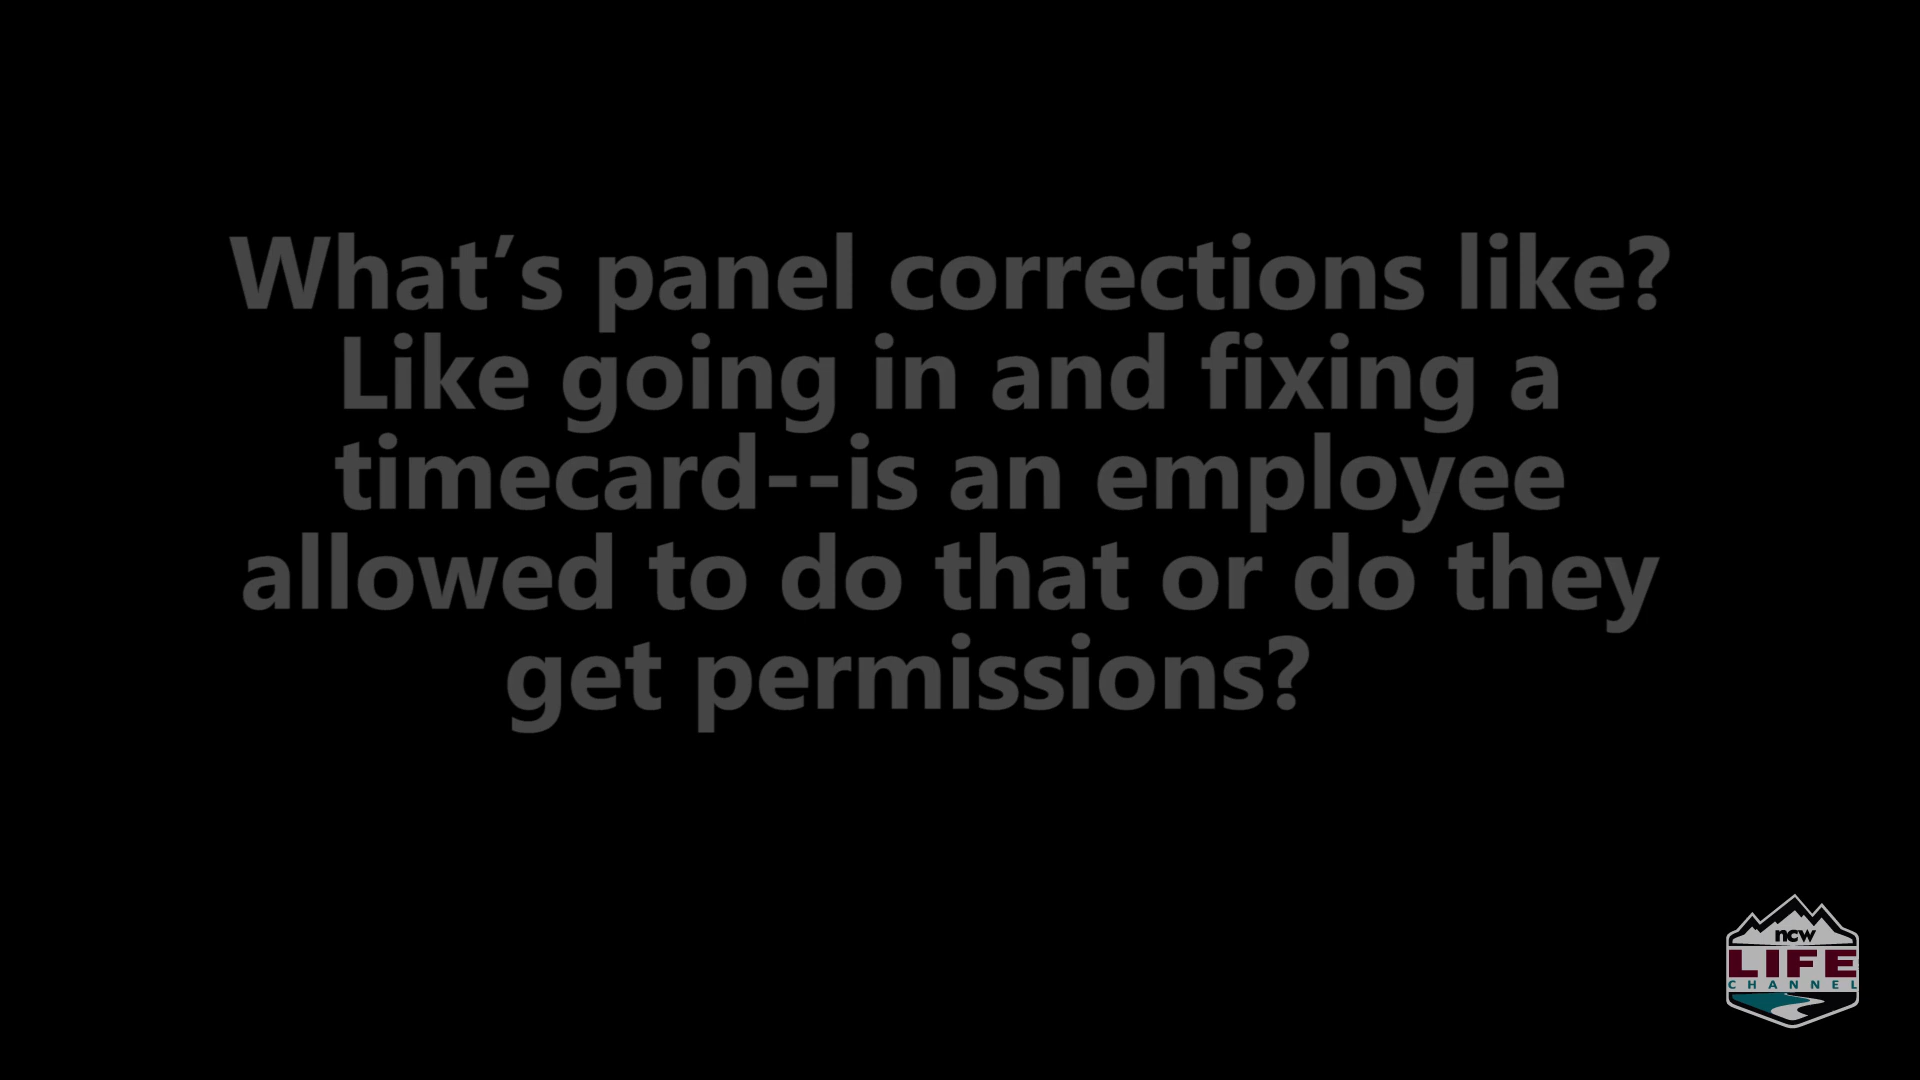 What’s panel corrections like?
Like going in and fixing a
timecard--is an employee
allowed to do that or do they
get permissions?
ncw
LIFE
CHANNEL